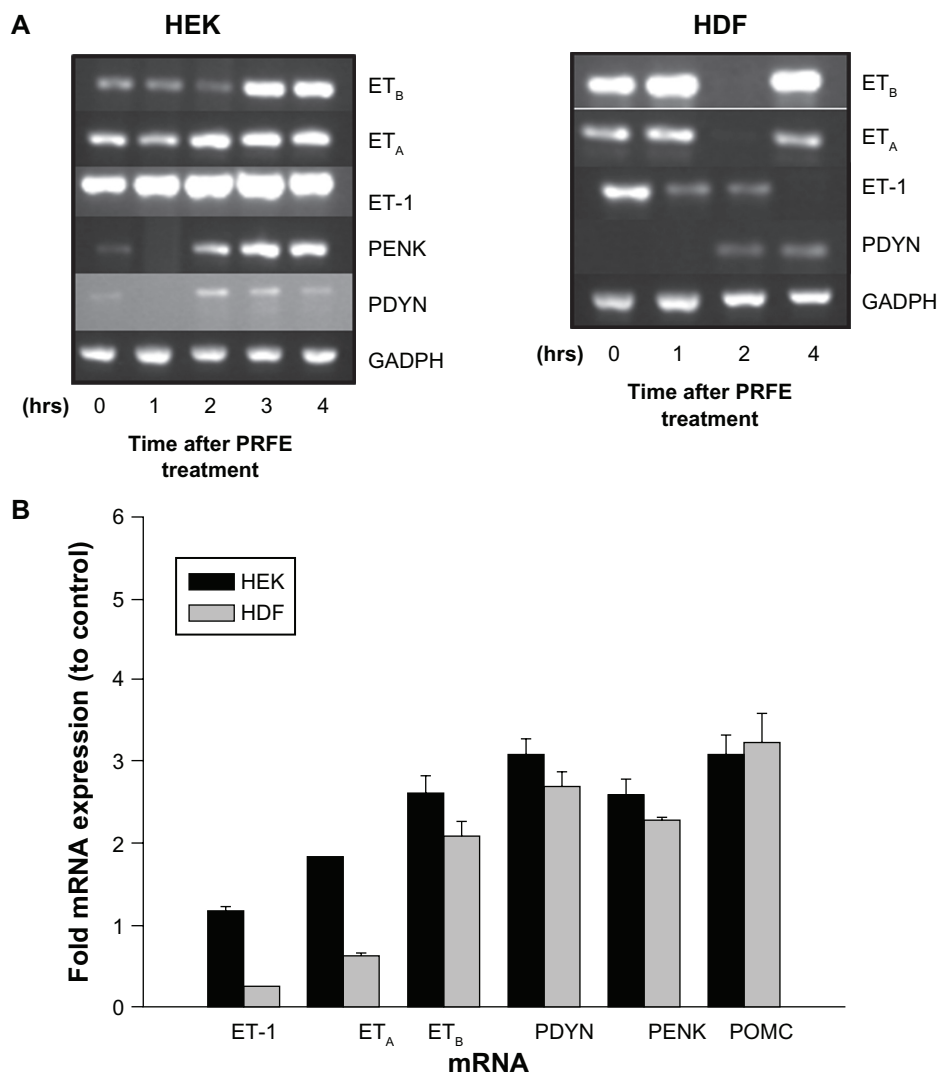 A
HEK
HDF
ET_B
ET_A
ET-1
PENK
PDYN
GADPH
(hrs) 0 1 2 3 4
Time after PRFE
treatment
ET_B
ET_A
ET-1
PDYN
GADPH
(hrs) 0 1 2 4
Time after PRFE
treatment
B
Fold mRNA expression (to control)
6
5
4
3
2
1
0
HEK
HDF
ET-1 ET_A ET_B PDYN PENK POMC
mRNA